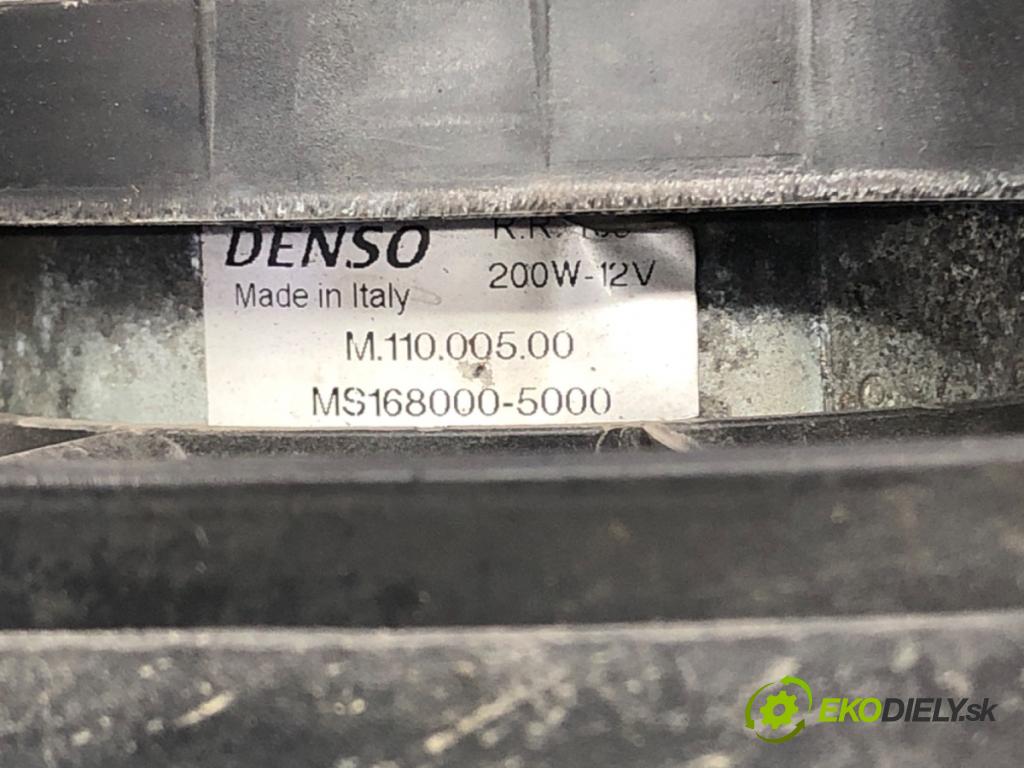 DENSO
Made in Italy
200W-12V
M.110.005.00
MS168000-5000
EKODIELY.sk